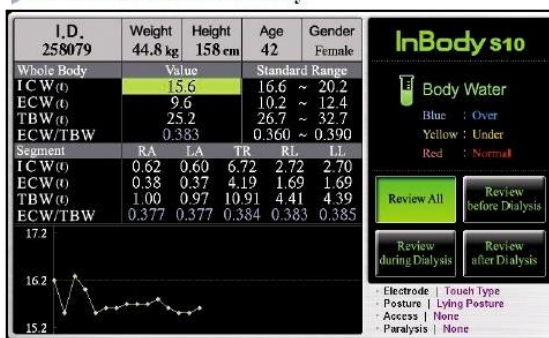 I.D. Weight Height Age Gender
258079 44.8 kg 158 cm 42 Female
Whole Body Value Standard Range
ICW(ℓ) 15.6 16.6 ~ 20.2
ECW(ℓ) 9.6 10.2 ~ 12.4
TBW(ℓ) 25.2 26.7 ~ 32.7
ECW/TBW 0.383 0.360 ~ 0.390
Segment RA LA TR RL LL
ICW(ℓ) 0.62 0.60 6.72 2.72 2.70
ECW(ℓ) 0.38 0.37 4.19 1.69 1.69
TBW(ℓ) 1.00 0.97 10.91 4.41 4.39
ECW/TBW 0.377 0.377 0.384 0.383 0.385
17.2
16.2
15.2
InBody S10
Body Water
Blue : Over
Yellow : Under
Red : Normal
Review All
Review
before Dialysis
Review
during Dialysis
Review
after Dialysis
· Electrode | Touch Type
· Posture | Lying Posture
· Access | None
· Paralysis | None